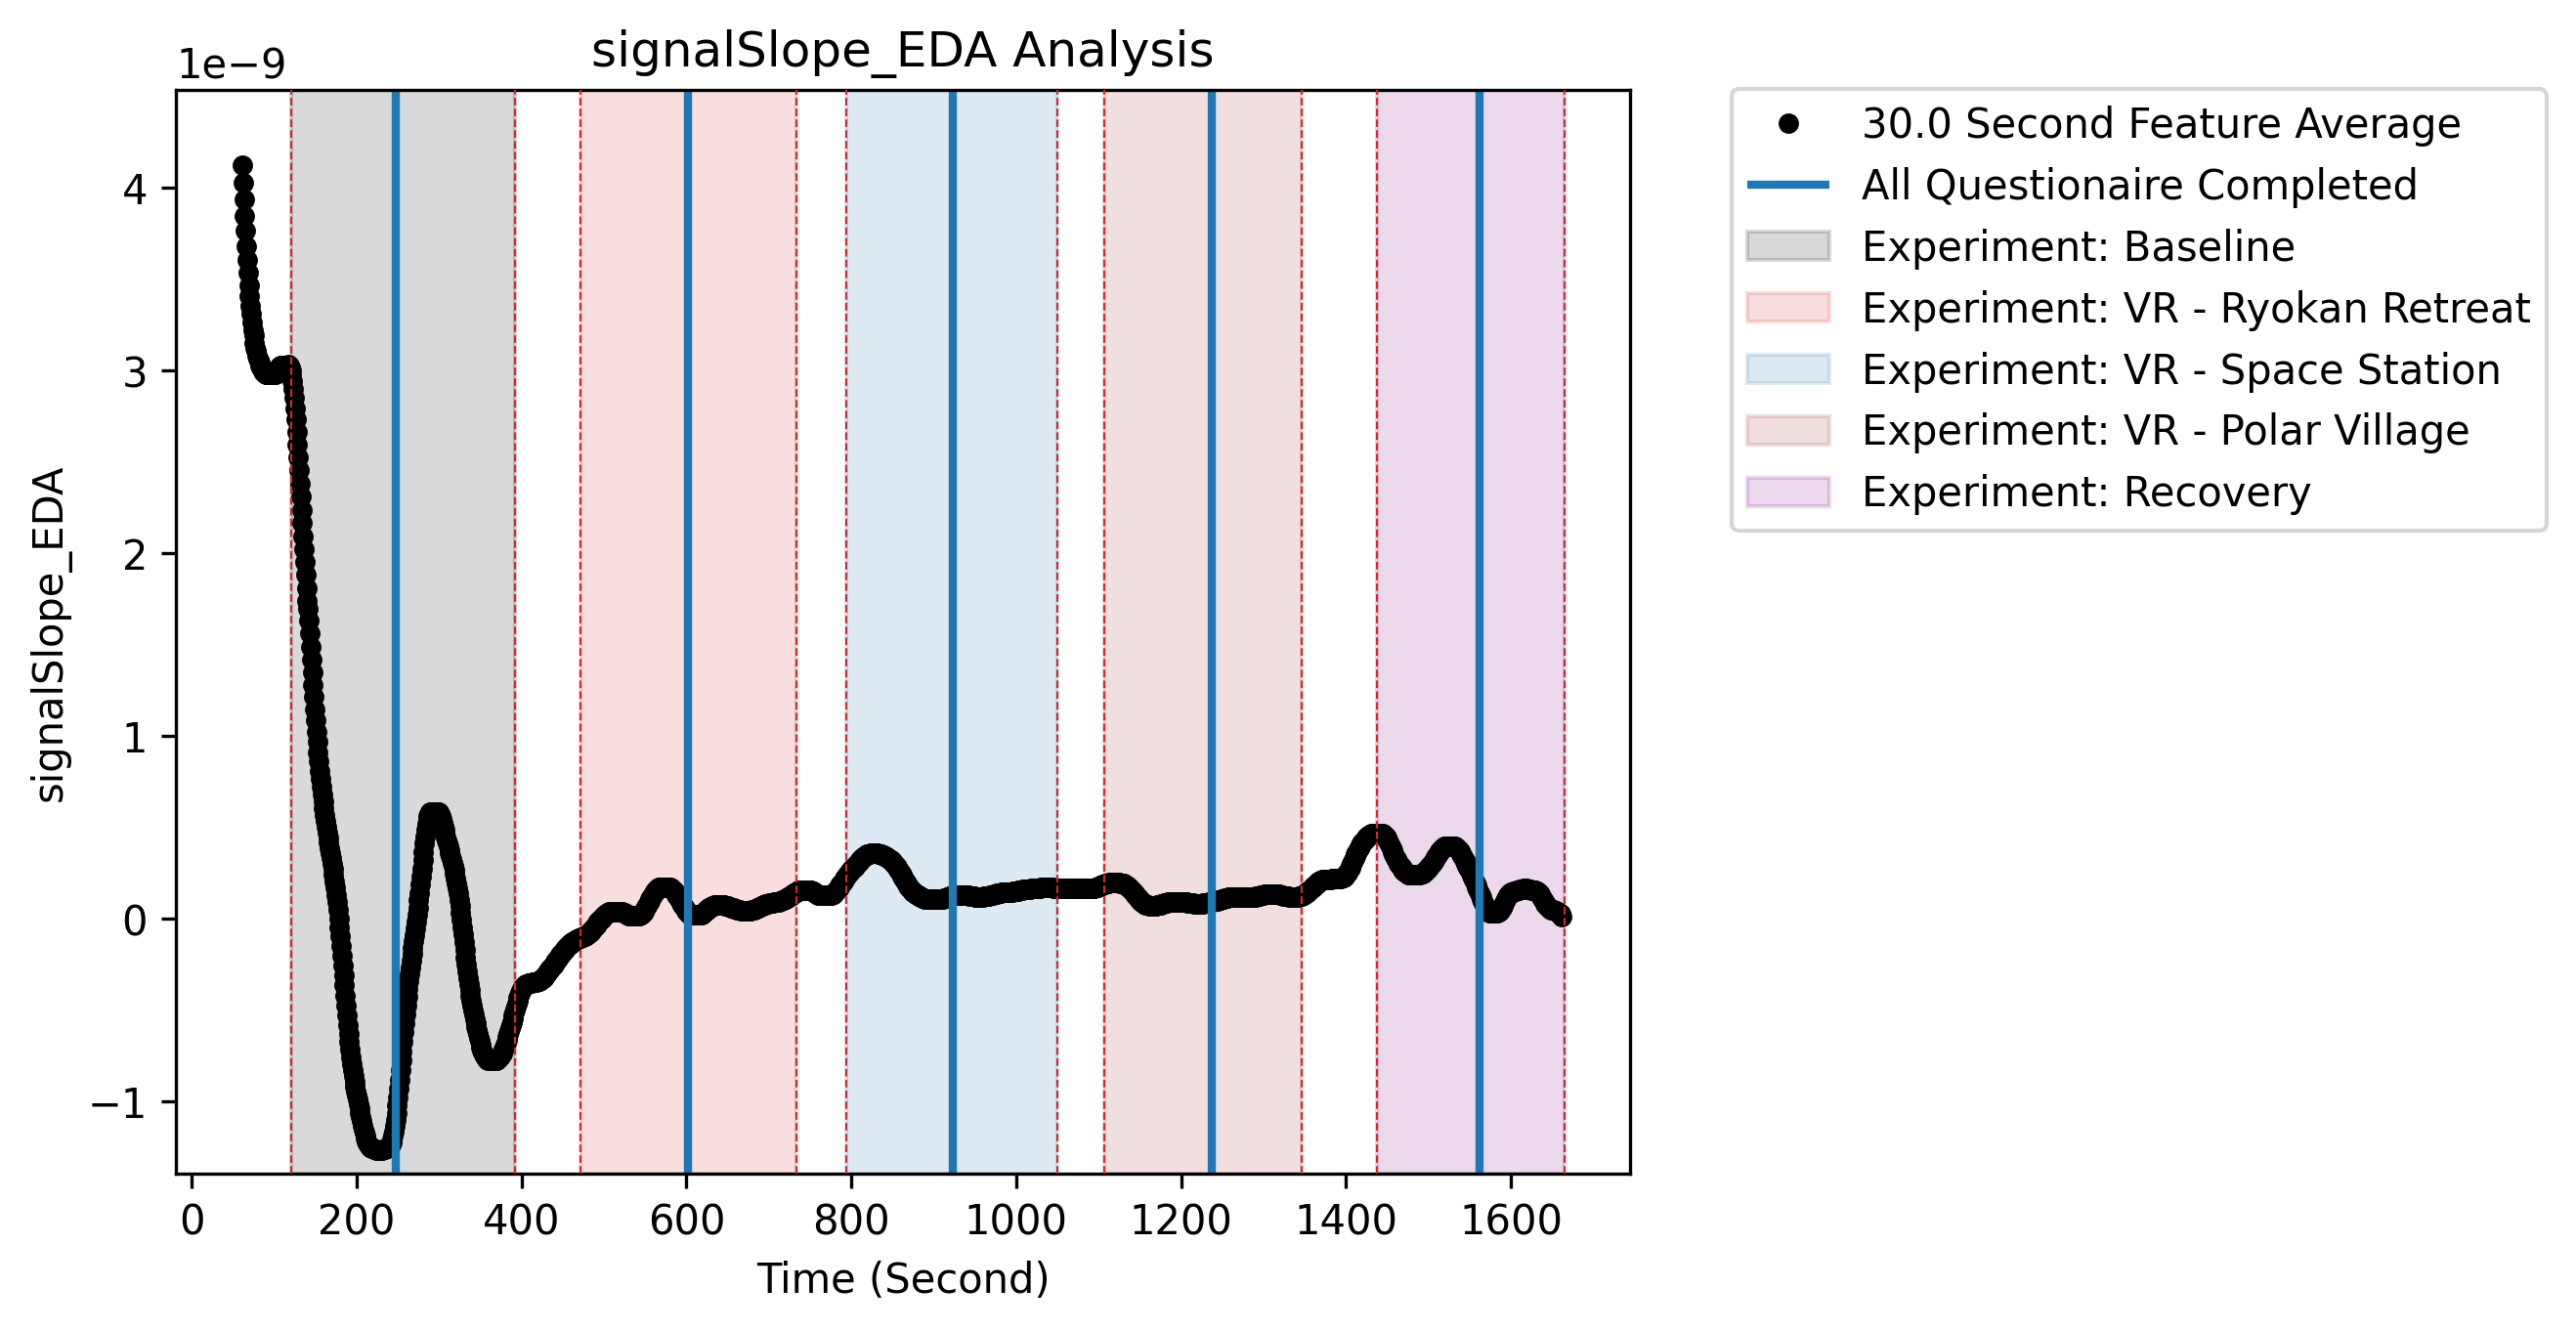 signalSlope_EDA Analysis
1e−9
signalSlope_EDA
4
3
2
1
0
−1
0 200 400 600 800 1000 1200 1400 1600
Time (Second)
30.0 Second Feature Average
All Questionaire Completed
Experiment: Baseline
Experiment: VR - Ryokan Retreat
Experiment: VR - Space Station
Experiment: VR - Polar Village
Experiment: Recovery